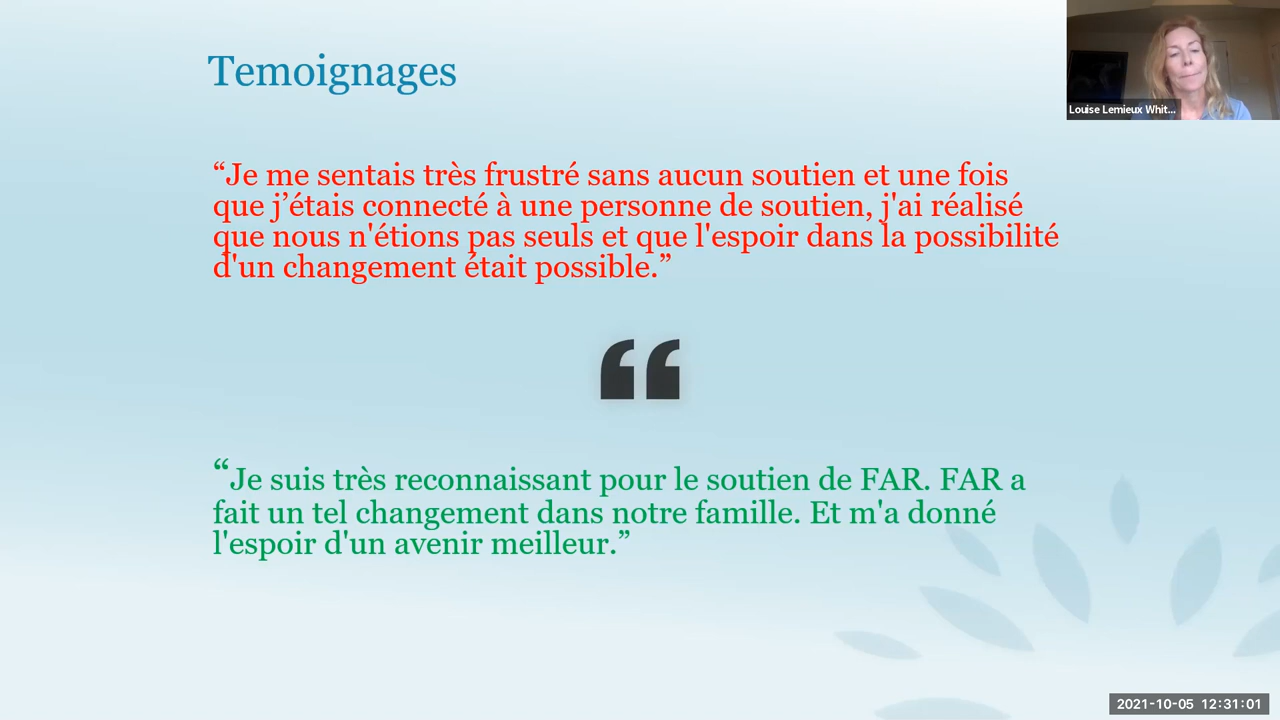 Temoignages
Louise Lemieux Whit...
“Je me sentais très frustré sans aucun soutien et une fois
que j’étais connecté à une personne de soutien, j'ai réalisé
que nous n'étions pas seuls et que l'espoir dans la possibilité
d'un changement était possible.”
“
“Je suis très reconnaissant pour le soutien de FAR. FAR a
fait un tel changement dans notre famille. Et m'a donné
l'espoir d'un avenir meilleur.”
2021-10-05 12:31:01